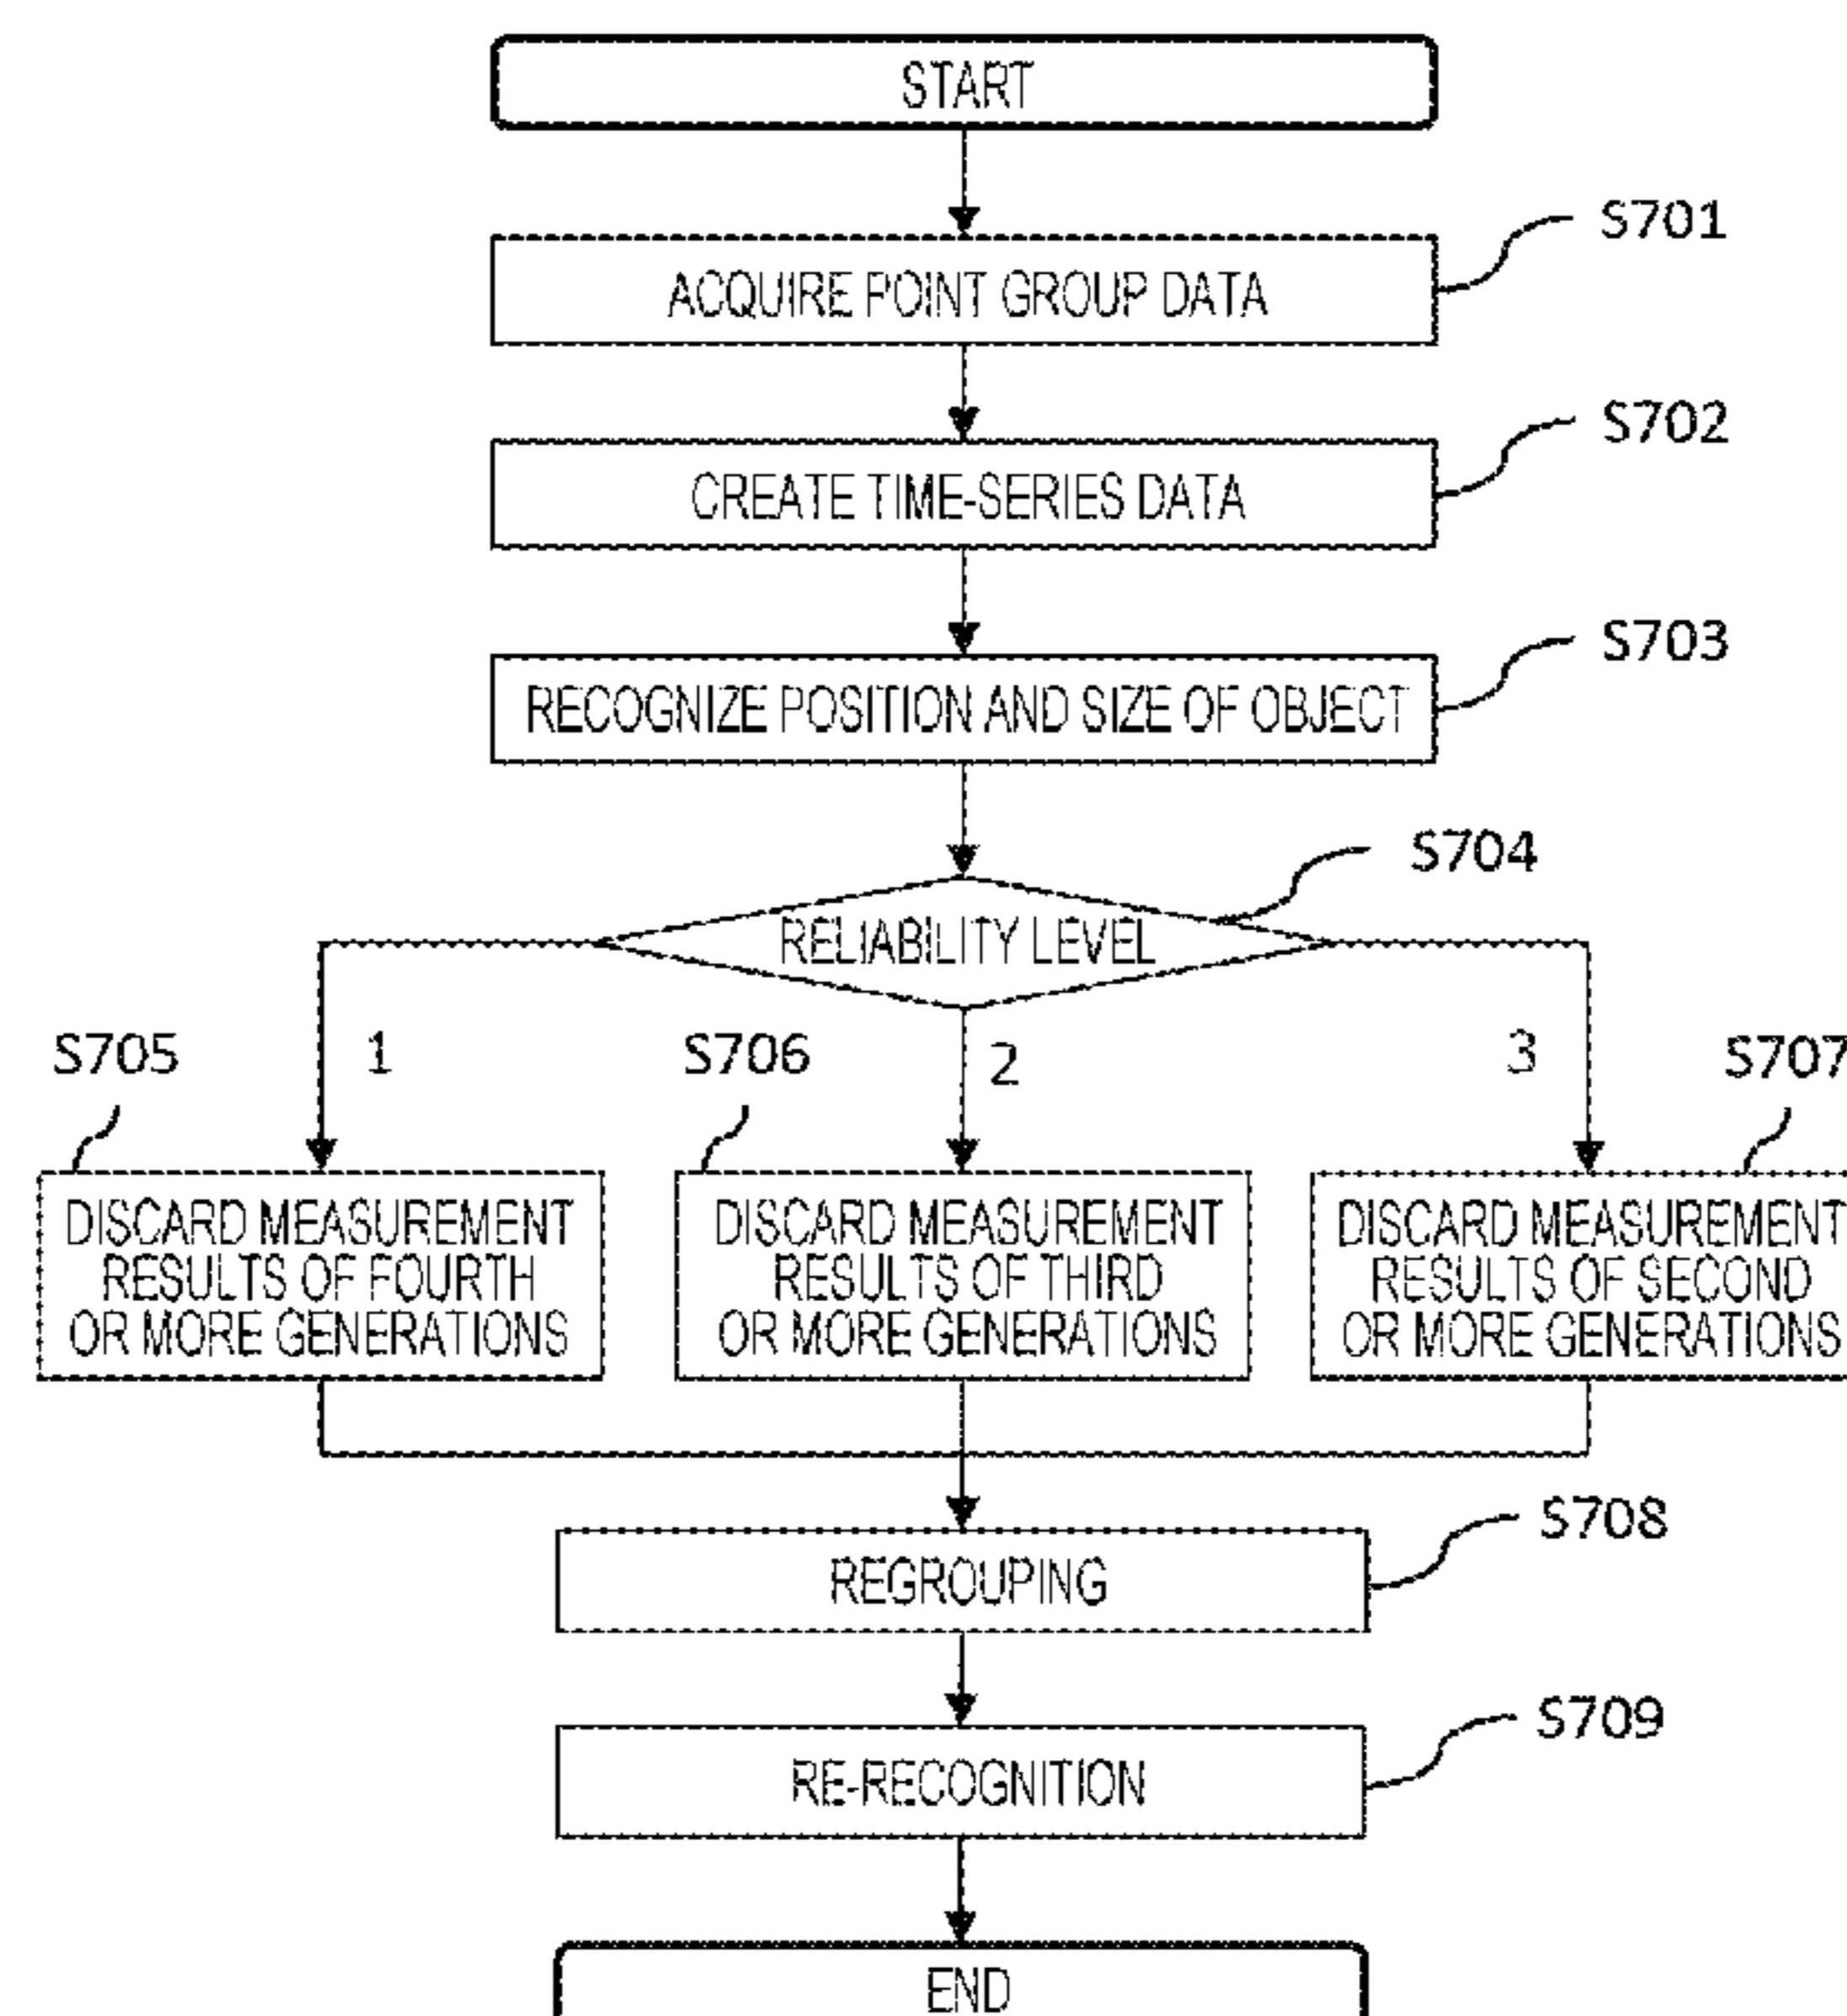 START
S701
ACQUIRE POINT GROUP DATA
S702
CREATE TIME-SERIES DATA
S703
RECOGNIZE POSITION AND SIZE OF OBJECT
S704
RELIABILITY LEVEL
S705
1
S706
2
3
S707
DISCARD MEASUREMENT
RESULTS OF FOURTH
OR MORE GENERATIONS
DISCARD MEASUREMENT
RESULTS OF THIRD
OR MORE GENERATIONS
DISCARD MEASUREMENT
RESULTS OF SECOND
OR MORE GENERATIONS
S708
REGROUPING
S709
RE-RECOGNITION
END